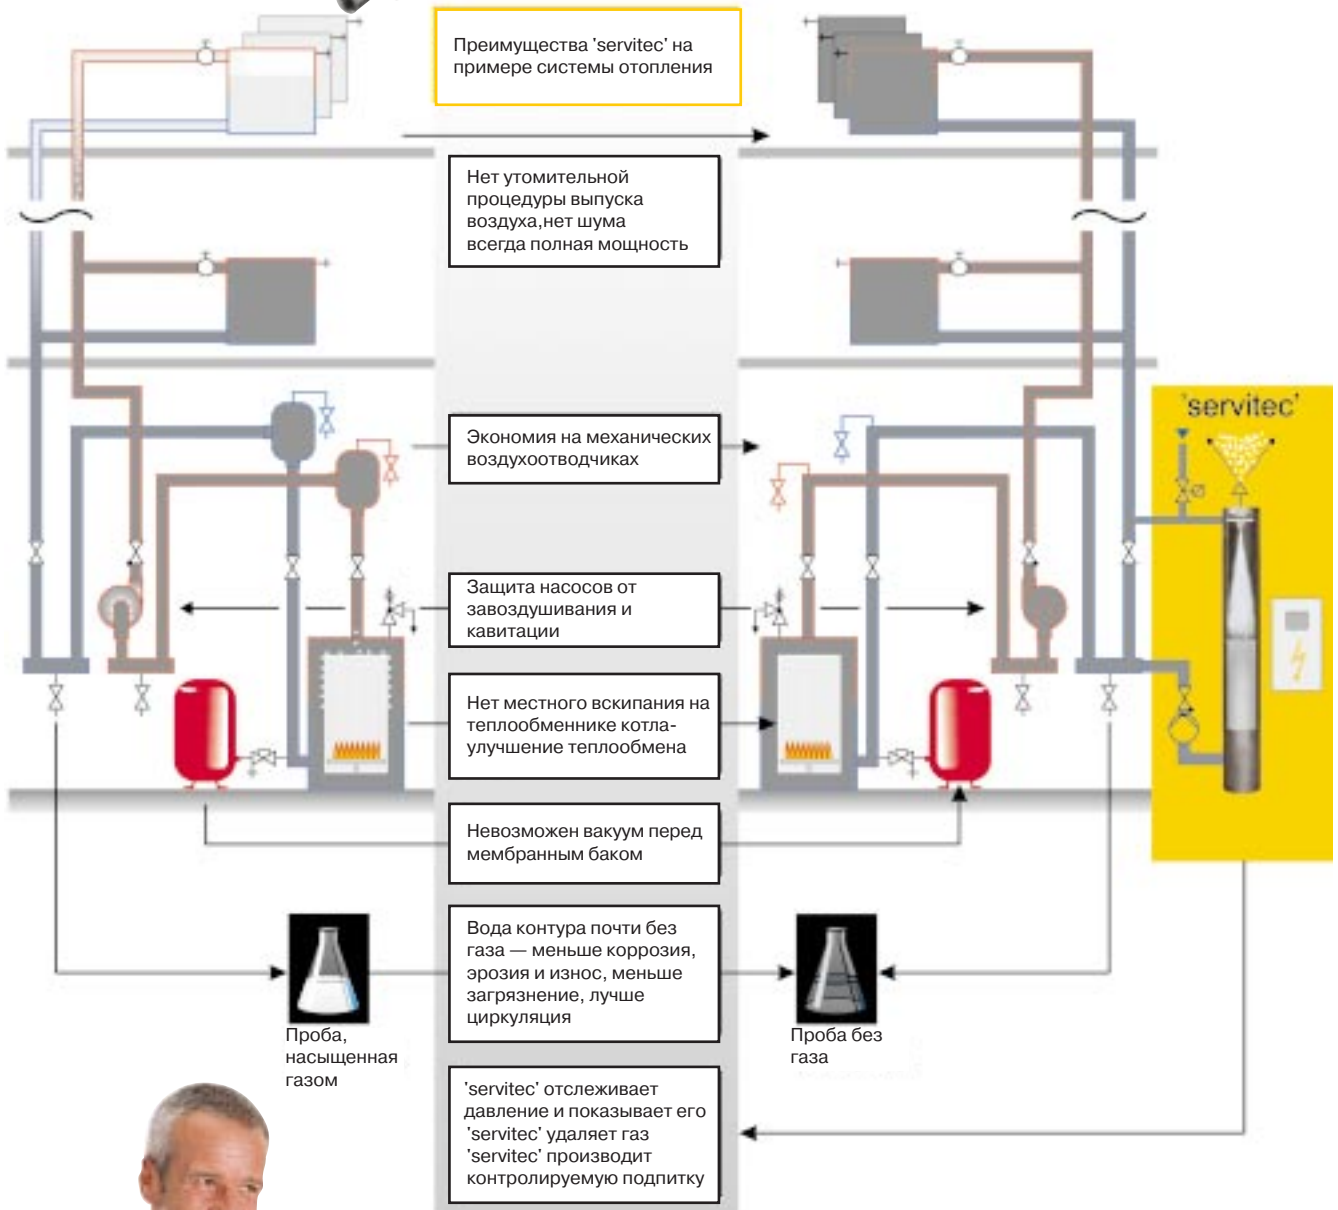 Преимущества 'servitec' на
примере системы отопления
Нет утомительной
процедуры выпуска
воздуха,нет шума
всегда полная мощность
'servitec'
Экономия на механических
воздухоотводчиках
Защита насосов от
завоздушивания и
кавитации
Нет местного вскипания на
теплообменнике котла-
улучшение теплообмена
Невозможен вакуум перед
мембранным баком
Вода контура почти без
газа — меньше коррозия,
эрозия и износ, меньше
загрязнение, лучше
циркуляция
Проба,
насыщенная
газом
Проба без
газа
'servitec' отслеживает
давление и показывает его
'servitec' удаляет газ
'servitec' производит
контролируемую подпитку